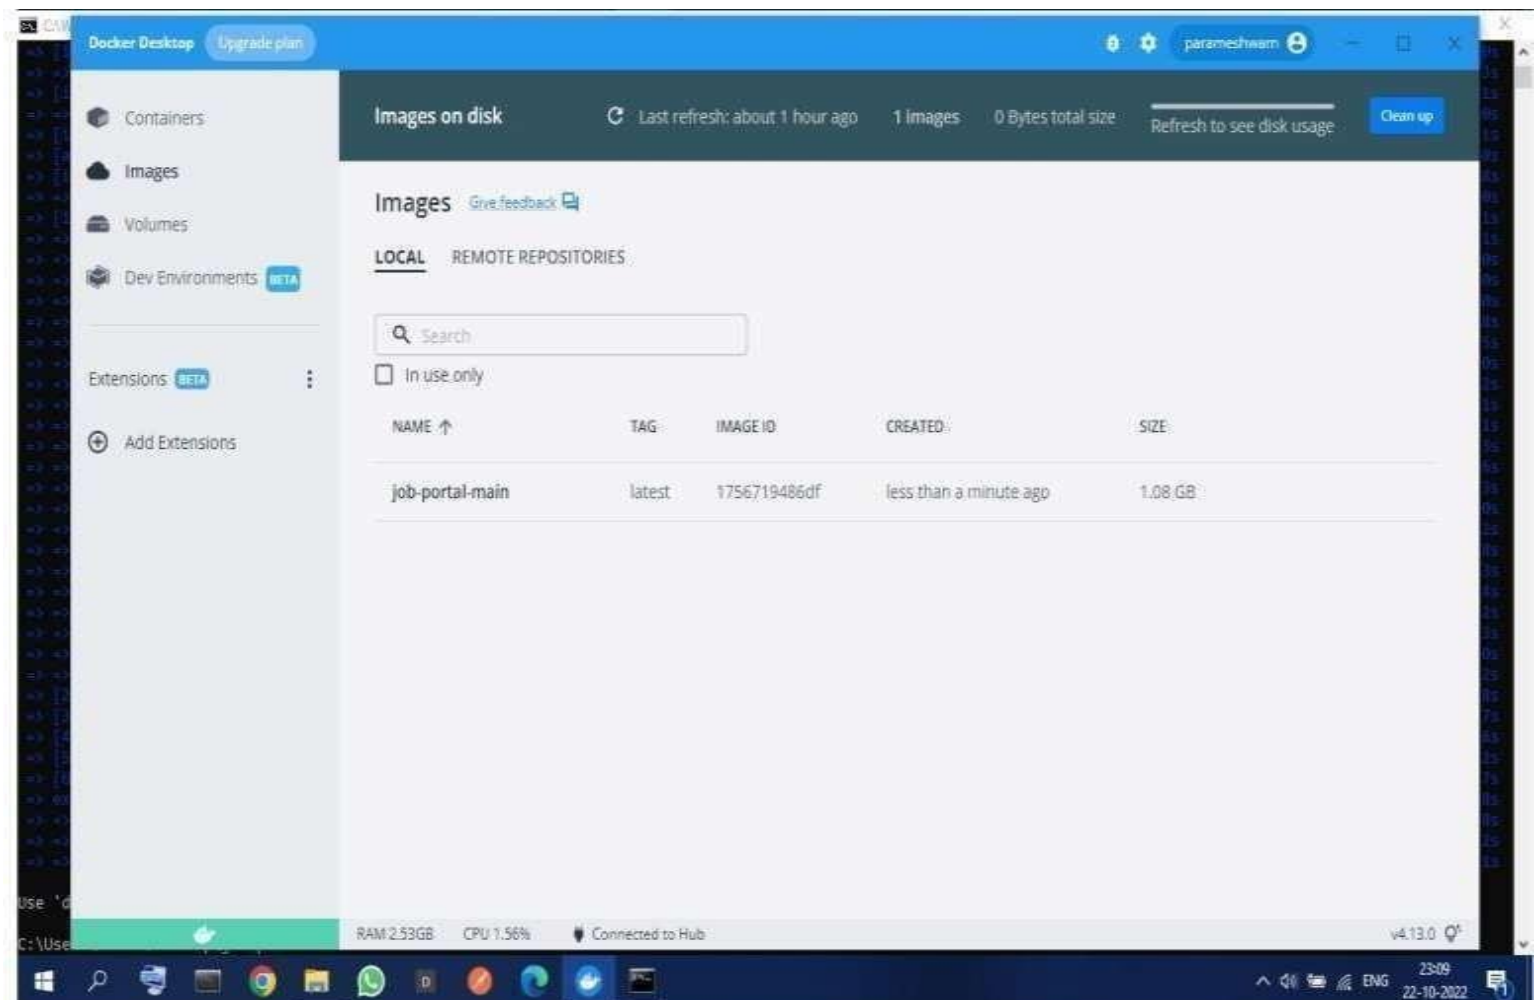 Docker Desktop Upgrade plan
Containers
Images
Volumes
Dev Environments BETA
Extensions BETA
Add Extensions
Images on disk Last refresh: about 1 hour ago 1 images 0 Bytes total size Refresh to see disk usage Clean up
Images Give feedback
LOCAL REMOTE REPOSITORIES
Search
In use only
NAME TAG IMAGE ID CREATED SIZE
job-portal-main latest 1756719486df less than a minute ago 1.08 GB
Use 'd
C:\Use
RAM 2.53GB CPU 1.56% Connected to Hub v4.13.0
ENG
23:09
22-10-2022